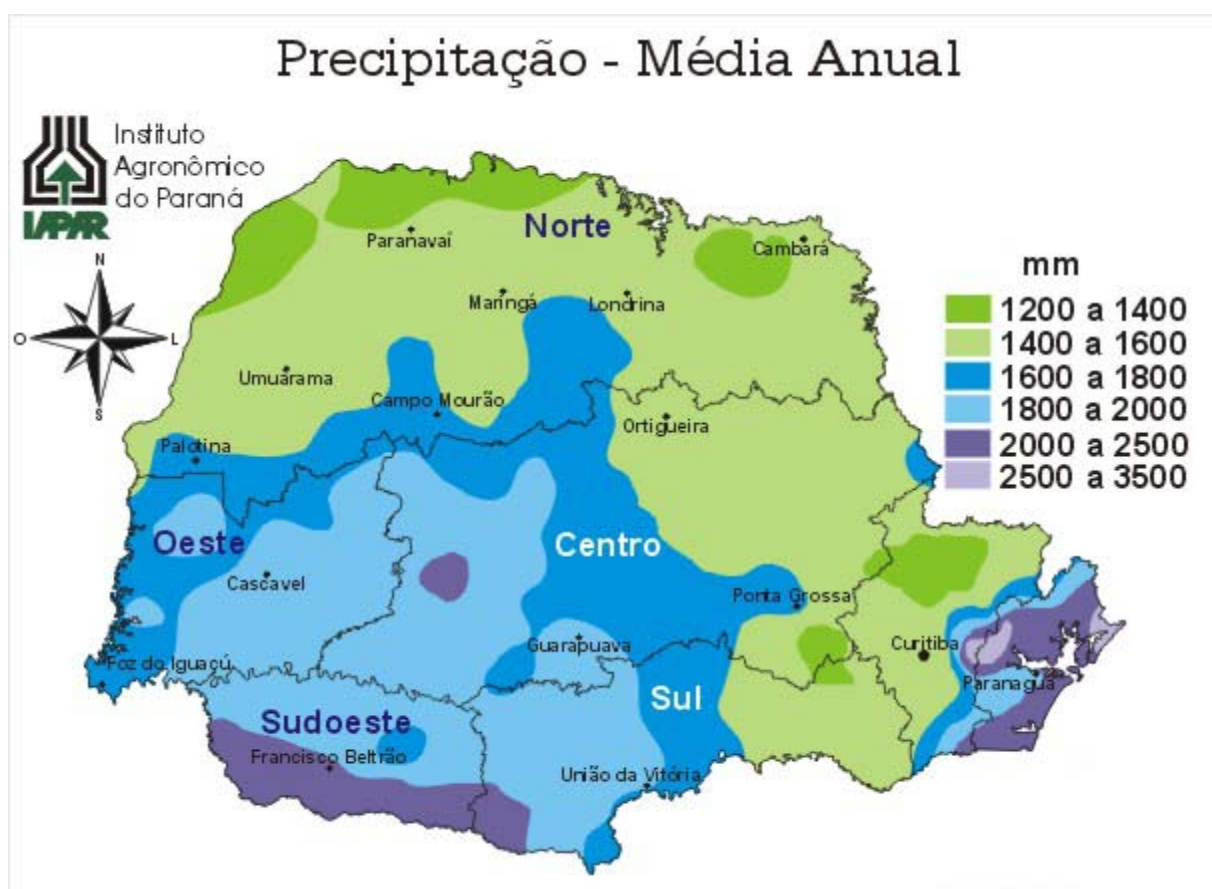 Precipitação - Média Anual
Instituto
Agronômico
do Paraná
IAPAR
N
O
L
S
Norte
Paranavaí
Cambará
Maringá
Londrina
Umuarama
Campo Mourão
Ortigueira
Palotina
Oeste
Centro
Cascavel
Ponta Grossa
Guarapuava
Curitiba
Foz do Iguaçú
Paranaguá
Sul
Sudoeste
Francisco Beltrão
União da Vitória
mm
1200 a 1400
1400 a 1600
1600 a 1800
1800 a 2000
2000 a 2500
2500 a 3500